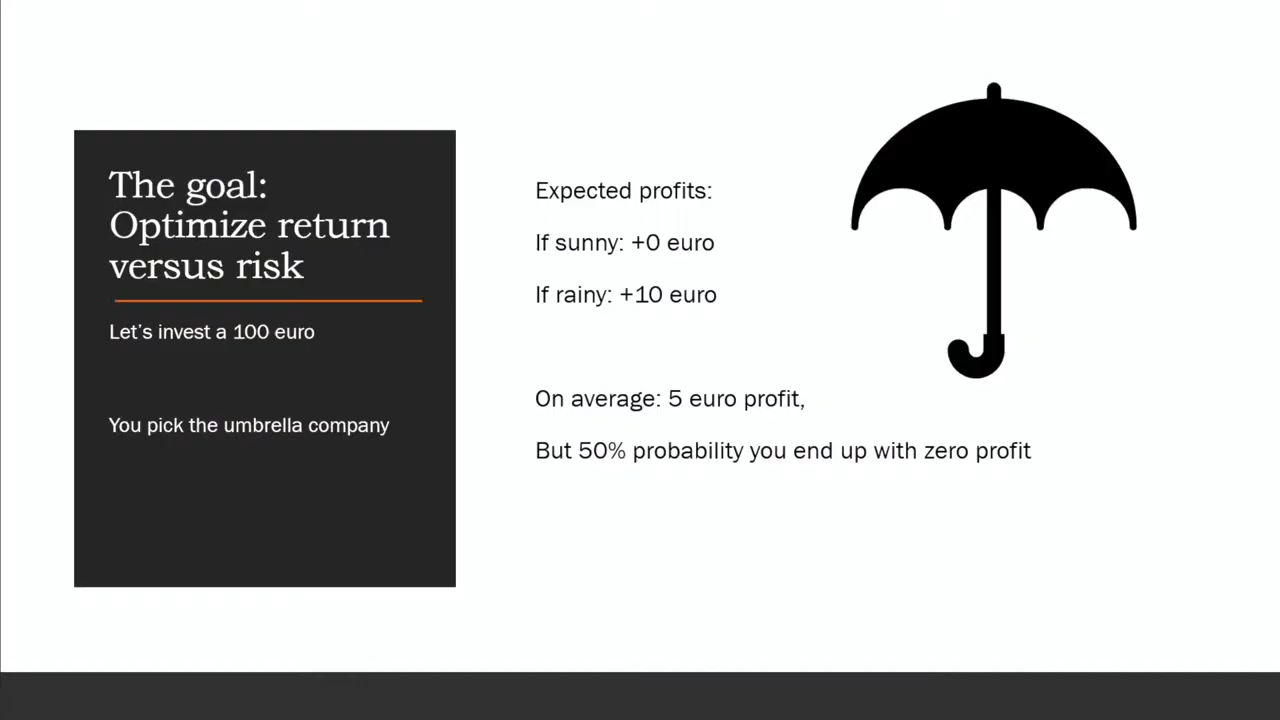 The goal:
Optimize return
versus risk
Let's invest a 100 euro
You pick the umbrella company
Expected profits:
If sunny: +0 euro
If rainy: +10 euro
On average: 5 euro profit,
But 50% probability you end up with zero profit